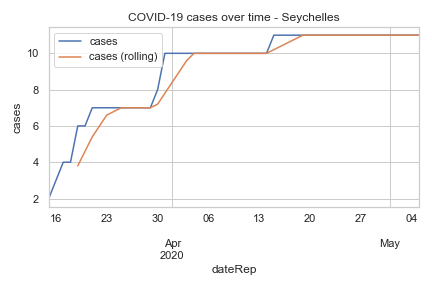 COVID-19 cases over time - Seychelles
cases
cases (rolling)
cases
10
8
6
4
2
16 23 30 06 13 20 27 04
Apr May
2020
dateRep